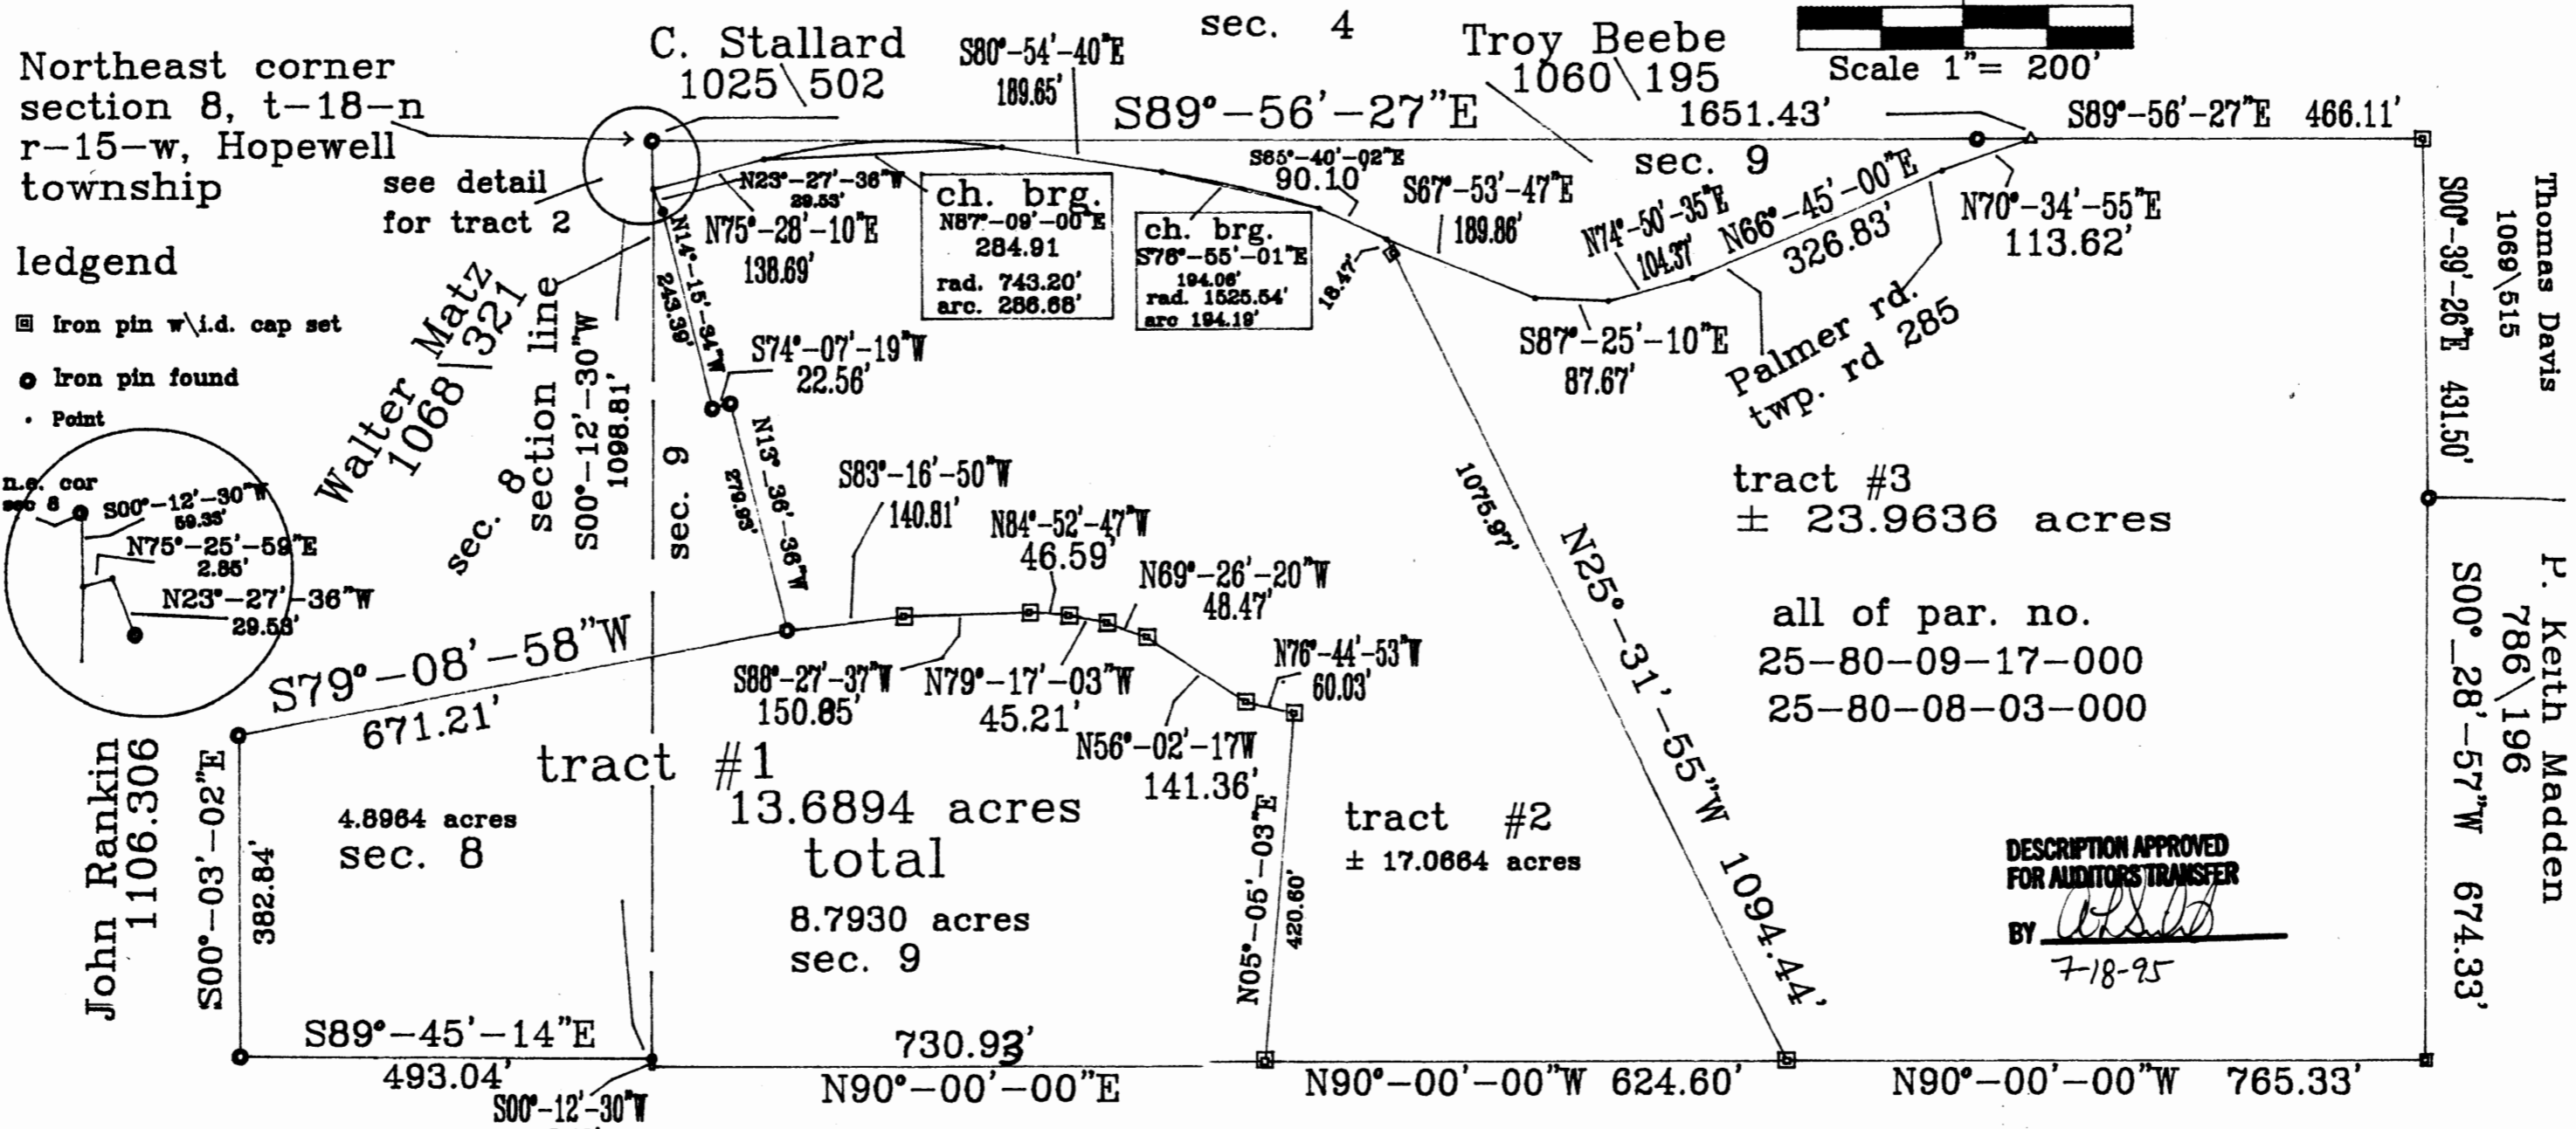 Northeast corner
section 8, t-18-n
r-15-w, Hopewell
township
see detail
for tract 2
C. Stallard
1025\502
sec. 4
S80°-54'-40"E
189.65'
Troy Beebe
1060\195
Scale 1"= 200'
S89°-56'-27"E
1651.43'
S89°-56'-27"E 466.11'
sec. 9
ledgend
Iron pin w\i.d. cap set
Iron pin found
Point
N23°-27'-36"W
29.53'
N75°-28'-10"E
138.69'
ch. brg.
N87°-09'-00"E
284.91
rad. 743.20'
arc. 286.68'
ch. brg.
S76°-55'-01"E
194.06'
rad. 1525.54'
arc 194.19'
S65°-40'-02"E
90.10'
S67°-53'-47"E
189.86'
18.47'
N74°-50'-35"E
104.37'
N66°-45'-00"E
326.83'
N70°-34'-55"E
113.62'
S87°-25'-10"E
87.67'
Palmer rd.
twp. rd 285
Thomas Davis
1069\515
S00°-39'-26"E 431.50'
Walter Matz
1068\321
sec. 8
section line
S00°-12'-30"W
1098.81'
sec. 9
N14°-15'-34"W
243.39'
S74°-07'-19"W
22.56'
N13°-36'-36"W
279.93'
n.e. cor
sec 8
S00°-12'-30"W
59.33'
N75°-25'-59"E
2.85'
N23°-27'-36"W
29.53'
S83°-16'-50"W
140.81'
N84°-52'-47"W
46.59'
N69°-26'-20"W
48.47'
S88°-27'-37"W
150.85'
N79°-17'-03"W
45.21'
N76°-44'-53"W
60.03'
N56°-02'-17W
141.36'
1075.97'
N25°-31'-55"W 1094.44'
tract #3
± 23.9636 acres
all of par. no.
25-80-09-17-000
25-80-08-03-000
P. Keith Madden
786\196
S00°_28'-57"W 674.33'
S79°-08'-58"W
671.21'
John Rankin
1106.306
S00°-03'-02"E
382.84'
tract #1
13.6894 acres
total
4.8964 acres
sec. 8
8.7930 acres
sec. 9
N05°-05'-03"E
420.60'
tract #2
± 17.0664 acres
DESCRIPTION APPROVED
FOR AUDITORS TRANSFER
BY
7-18-95
S89°-45'-14"E
493.04'
S00°-12'-30"W
730.93'
N90°-00'-00"E
N90°-00'-00"W 624.60'
N90°-00'-00"W 765.33'